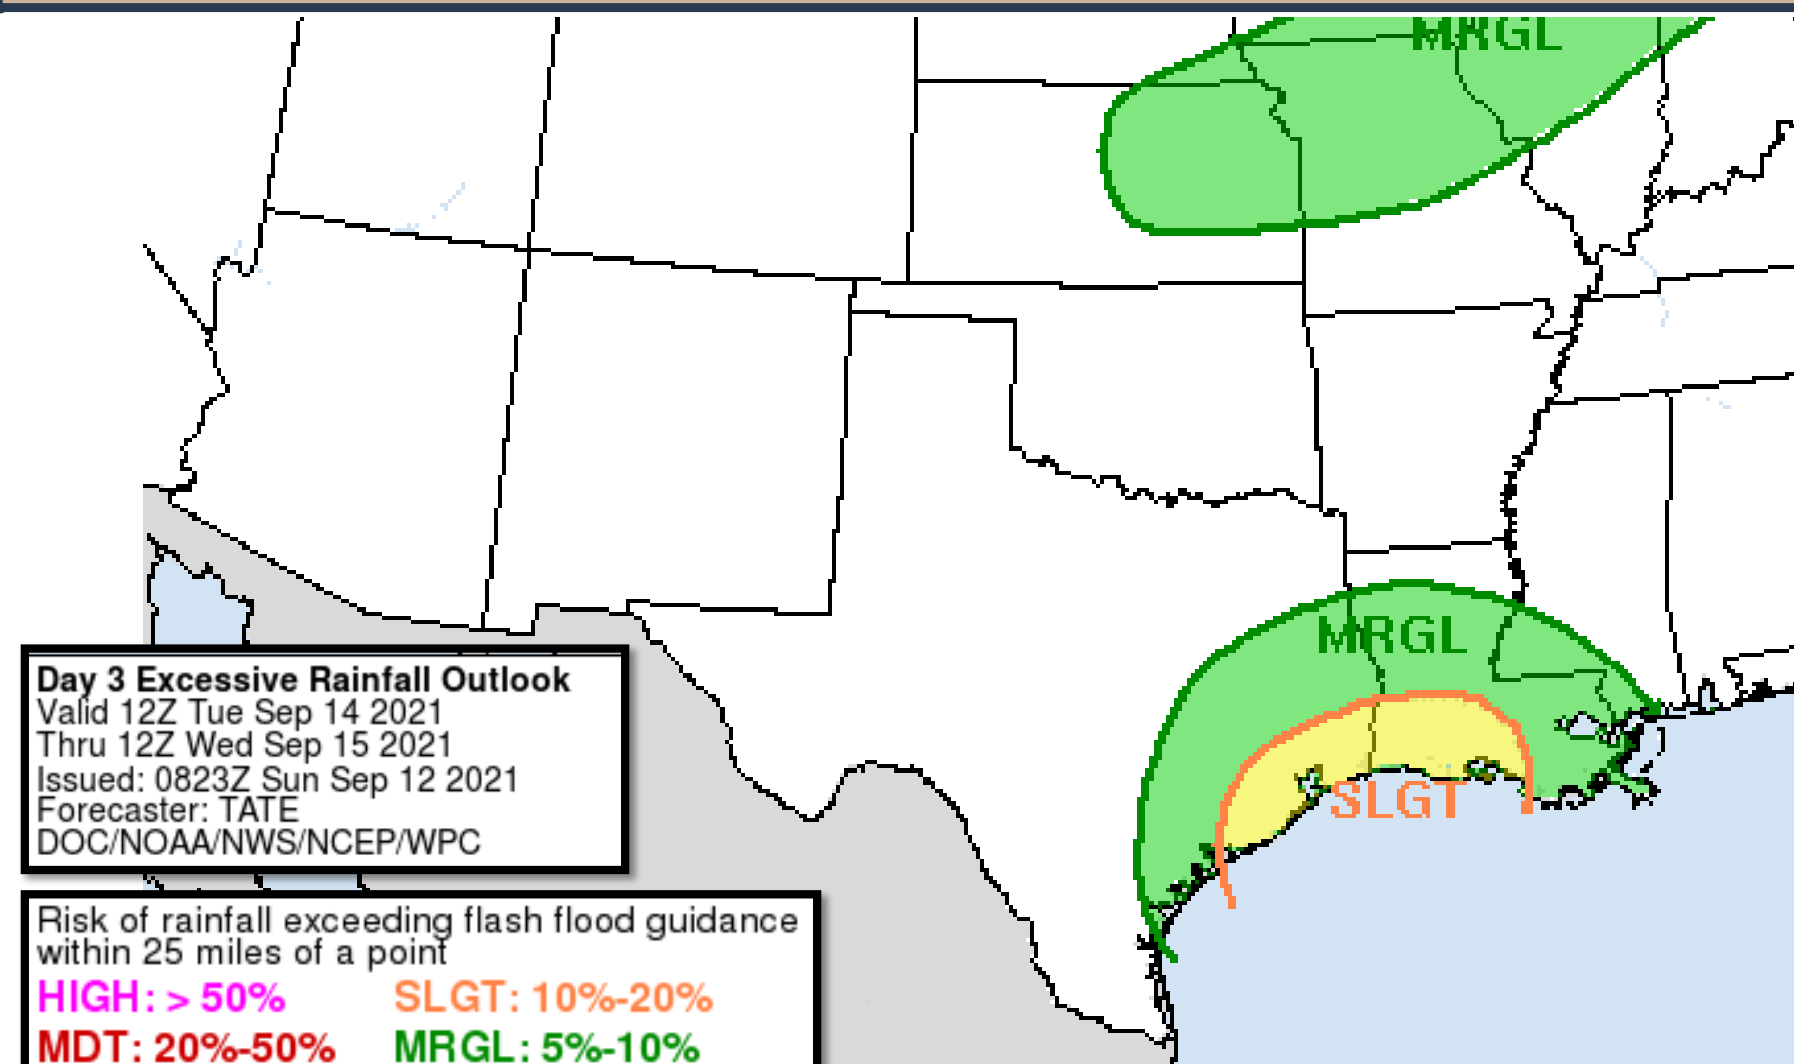 MRGL
MRGL
SLGT
Day 3 Excessive Rainfall Outlook
Valid 12Z Tue Sep 14 2021
Thru 12Z Wed Sep 15 2021
Issued: 0823Z Sun Sep 12 2021
Forecaster: TATE
DOC/NOAA/NWS/NCEP/WPC
Risk of rainfall exceeding flash flood guidance
within 25 miles of a point
HIGH: > 50% SLGT: 10%-20%
MDT: 20%-50% MRGL: 5%-10%